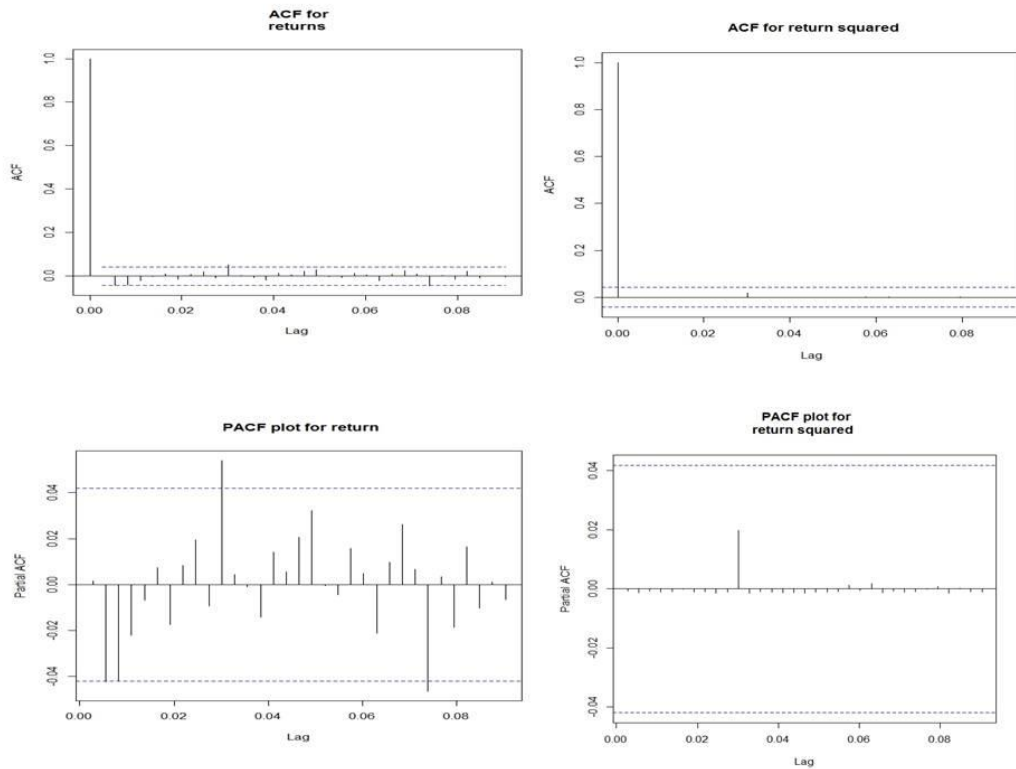 ACF for
returns
ACF
1.0
0.8
0.6
0.4
0.2
0.0
0.00 0.02 0.04 0.06 0.08
Lag
ACF for return squared
ACF
1.0
0.8
0.6
0.4
0.2
0.0
0.00 0.02 0.04 0.06 0.08
Lag
PACF plot for return
Partial ACF
0.04
0.02
0.00
-0.02
-0.04
0.00 0.02 0.04 0.06 0.08
Lag
PACF plot for
return squared
Partial ACF
0.04
0.02
0.00
-0.02
-0.04
0.00 0.02 0.04 0.06 0.08
Lag